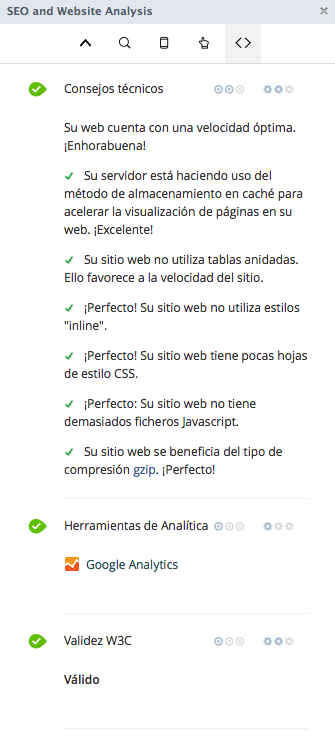 SEO and Website Analysis
Consejos técnicos
Su web cuenta con una velocidad óptima.
¡Enhorabuena!
Su servidor está haciendo uso del
método de almacenamiento en caché para
acelerar la visualización de páginas en su
web. ¡Excelente!
Su sitio web no utiliza tablas anidadas.
Ello favorece a la velocidad del sitio.
¡Perfecto! Su sitio web no utiliza estilos
"inline".
¡Perfecto! Su sitio web tiene pocas hojas
de estilo CSS.
¡Perfecto: Su sitio web no tiene
demasiados ficheros Javascript.
Su sitio web se beneficia del tipo de
compresión gzip. ¡Perfecto!
Herramientas de Analítica
Google Analytics
Validez W3C
Válido